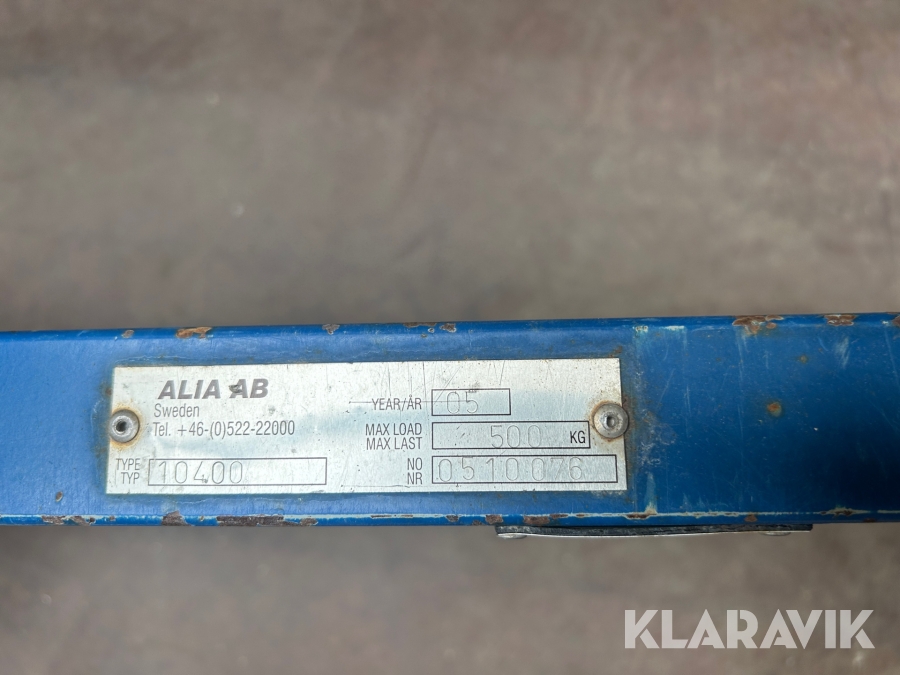 ALIA AB
Sweden
Tel. +46-(0)522-22000
TYPE
TYP
10400
YEAR/ÅR 05
MAX LOAD
MAX LAST
500 KG
NO
NR
0510076
KLARAVIK